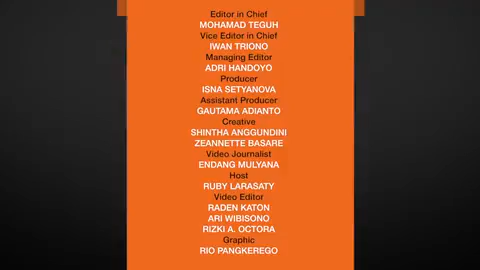 Editor in Chief
MOHAMAD TEGUH
Vice Editor in Chief
IWAN TRIONO
Managing Editor
ADRI HANDOYO
Producer
ISNA SETYANOVA
Assistant Producer
GAUTAMA ADIANTO
Creative
SHINTHA ANGGUNDINI
ZEANNETTE BASARE
Video Journalist
ENDANG MULYANA
Host
RUBY LARASATY
Video Editor
RADEN KATON
ARI WIBISONO
RIZKI A. OCTORA
Graphic
RIO PANGKEREGO